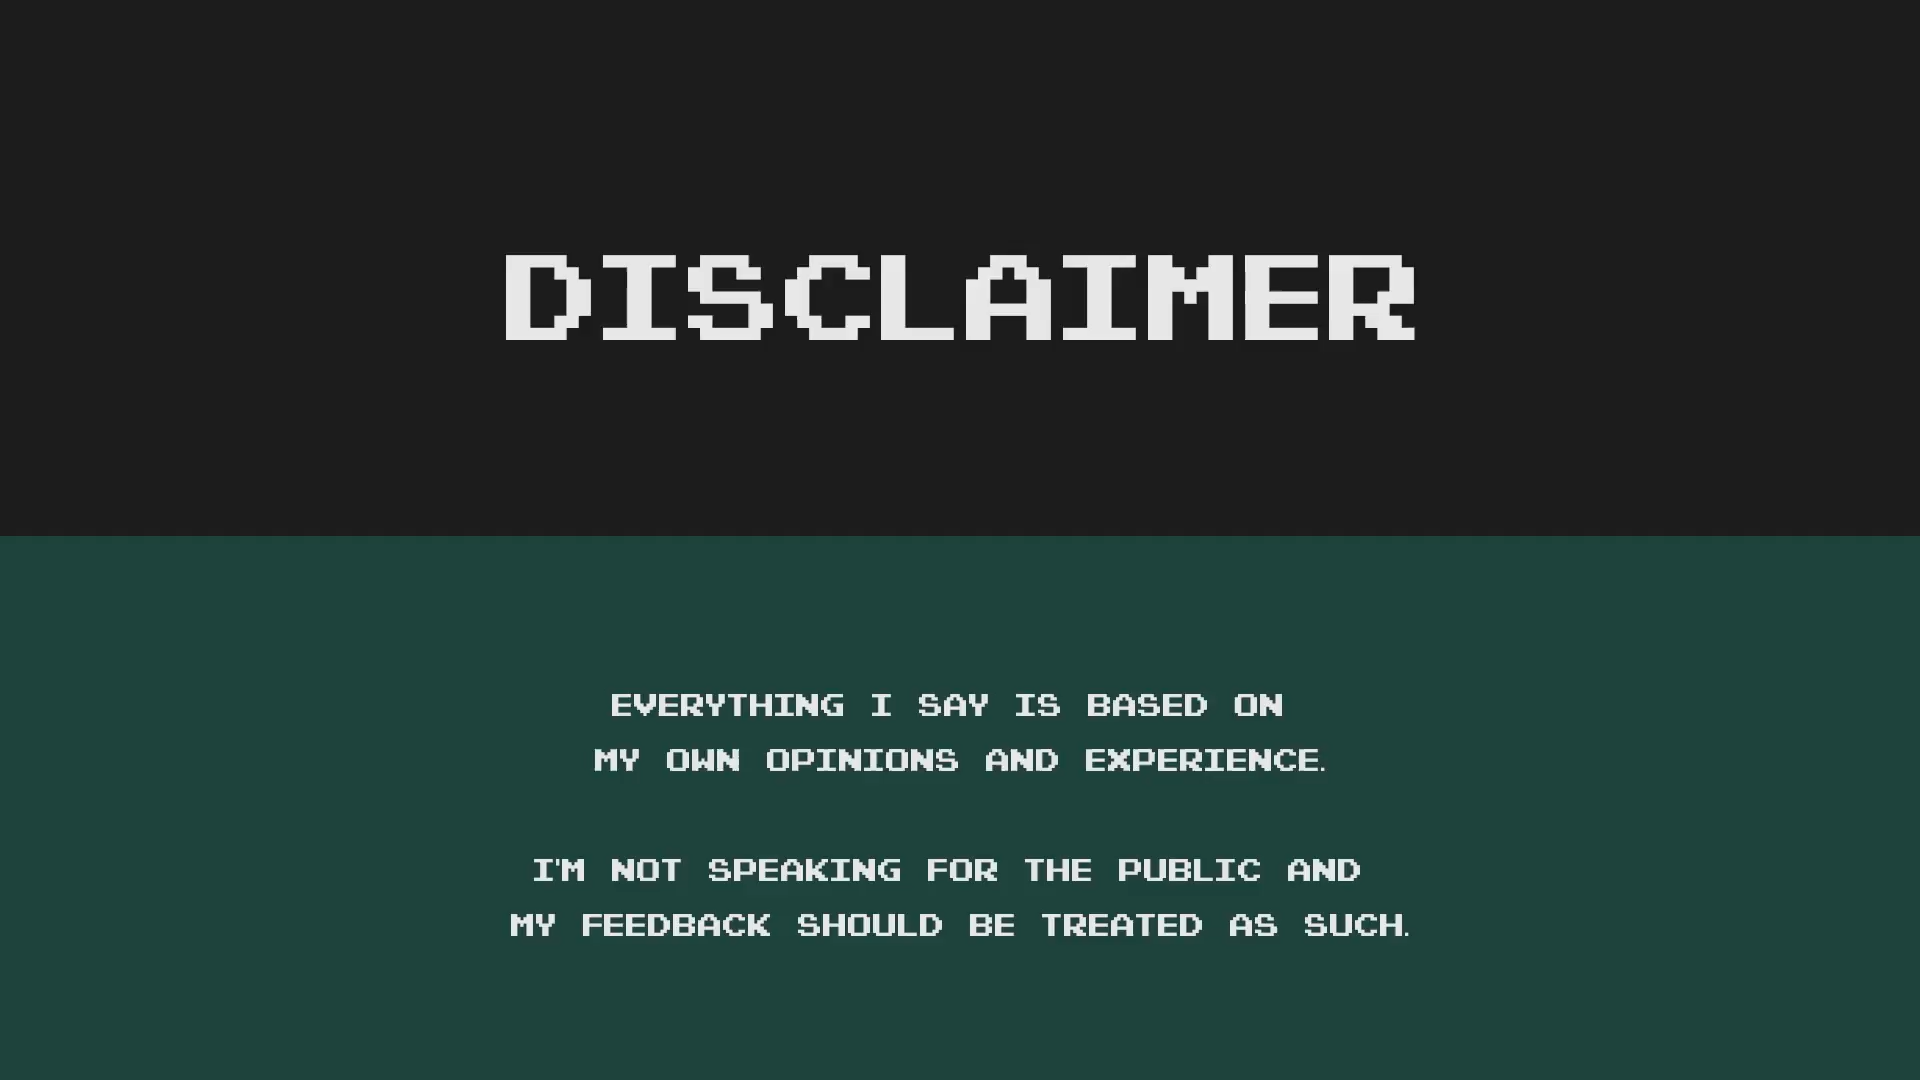 DISCLAIMER
EVERYTHING I SAY IS BASED ON
MY OWN OPINIONS AND EXPERIENCE.
I'M NOT SPEAKING FOR THE PUBLIC AND
MY FEEDBACK SHOULD BE TREATED AS SUCH.